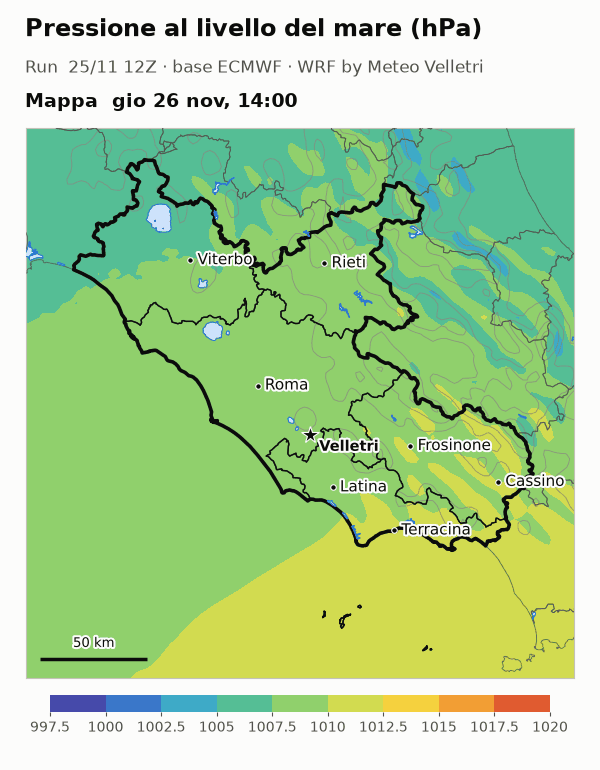 Pressione al livello del mare (hPa)
Run  25/11 12Z · base ECMWF · WRF by Meteo Velletri
Mappa  gio 26 nov, 14:00
Viterbo
Rieti
Roma
Velletri
Frosinone
Latina
Cassino
Terracina
50 km
997.5 1000 1002.5 1005 1007.5 1010 1012.5 1015 1017.5 1020